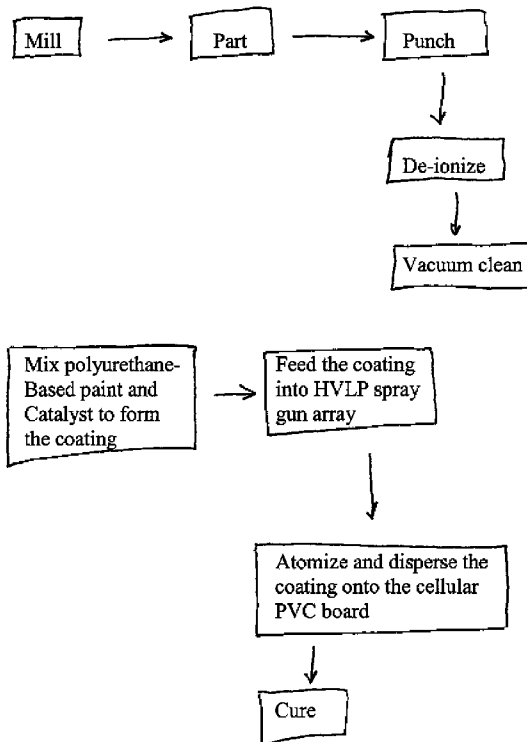 Mill
Part
Punch
De-ionize
Vacuum clean
Mix polyurethane-
Based paint and
Catalyst to form
the coating
Feed the coating
into HVLP spray
gun array
Atomize and disperse the
coating onto the cellular
PVC board
Cure